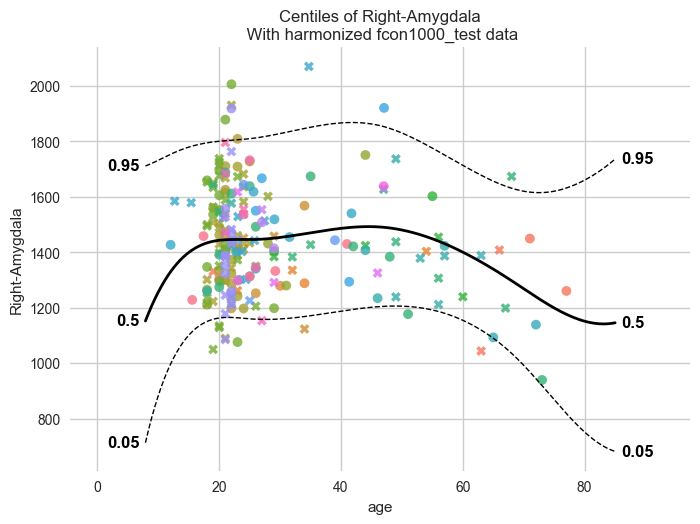 Centiles of Right-Amygdala
With harmonized fcon1000_test data
Right-Amygdala
2000
1800
1600
1400
1200
1000
800
0.95
0.5
0.05
0.95
0.5
0.05
0 20 40 60 80
age